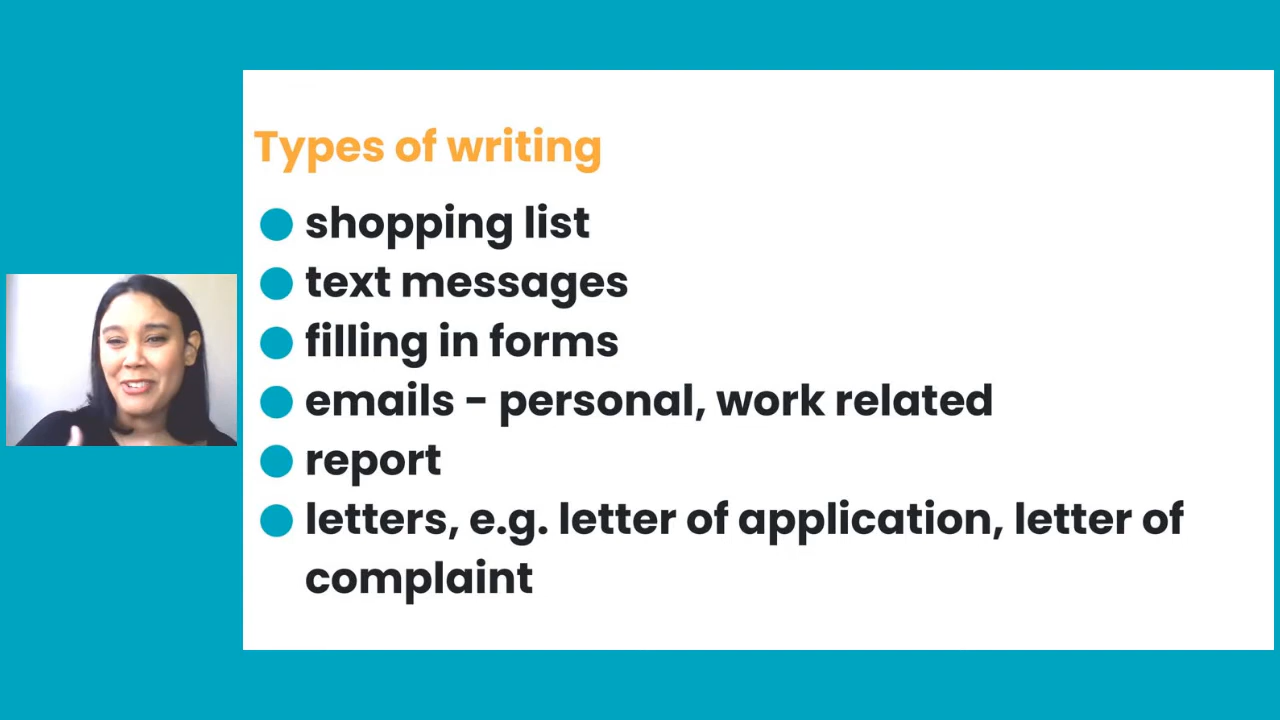 Types of writing
shopping list
text messages
filling in forms
emails - personal, work related
report
letters, e.g. letter of application, letter of
complaint